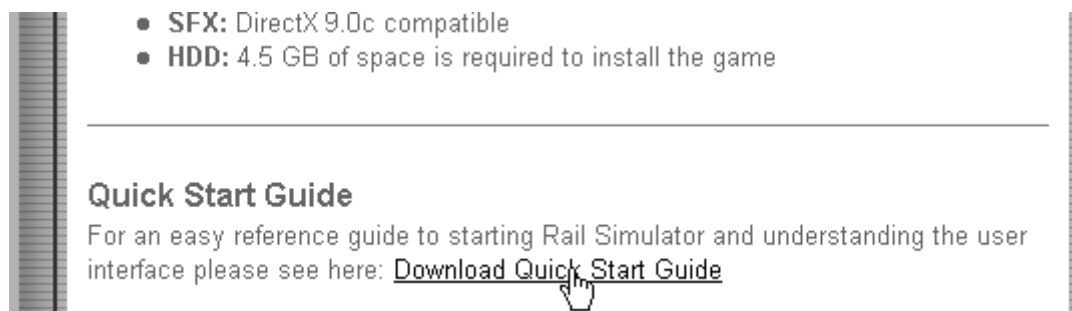 SFX: DirectX 9.0c compatible
HDD: 4.5 GB of space is required to install the game
Quick Start Guide
For an easy reference guide to starting Rail Simulator and understanding the user
interface please see here: Download Quick Start Guide